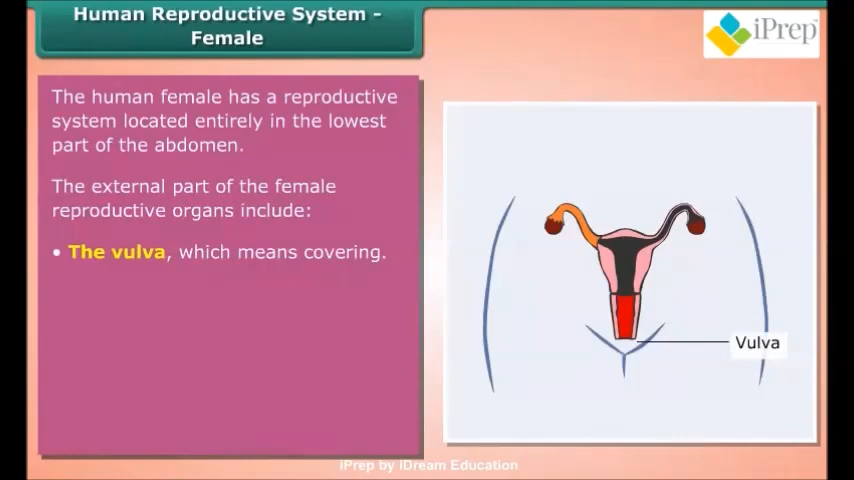 Human Reproductive System -
Female
iPrep
The human female has a reproductive
system located entirely in the lowest
part of the abdomen.
The external part of the female
reproductive organs include:
• The vulva, which means covering.
Vulva
iPrep by iDream Education